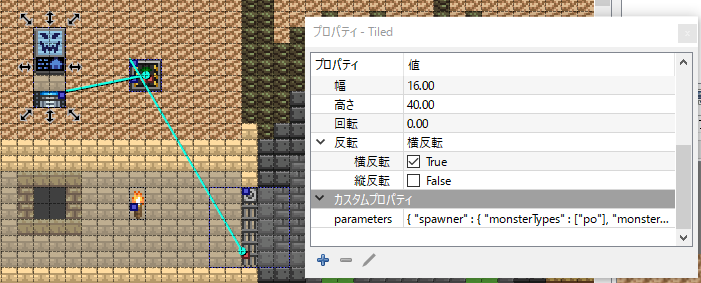 プロパティ - Tiled
プロパティ 値
幅 16.00
高さ 40.00
回転 0.00
反転 横反転
横反転 True
縦反転 False
カスタムプロパティ
parameters { "spawner" : { "monsterTypes" : ["po"], "monster...